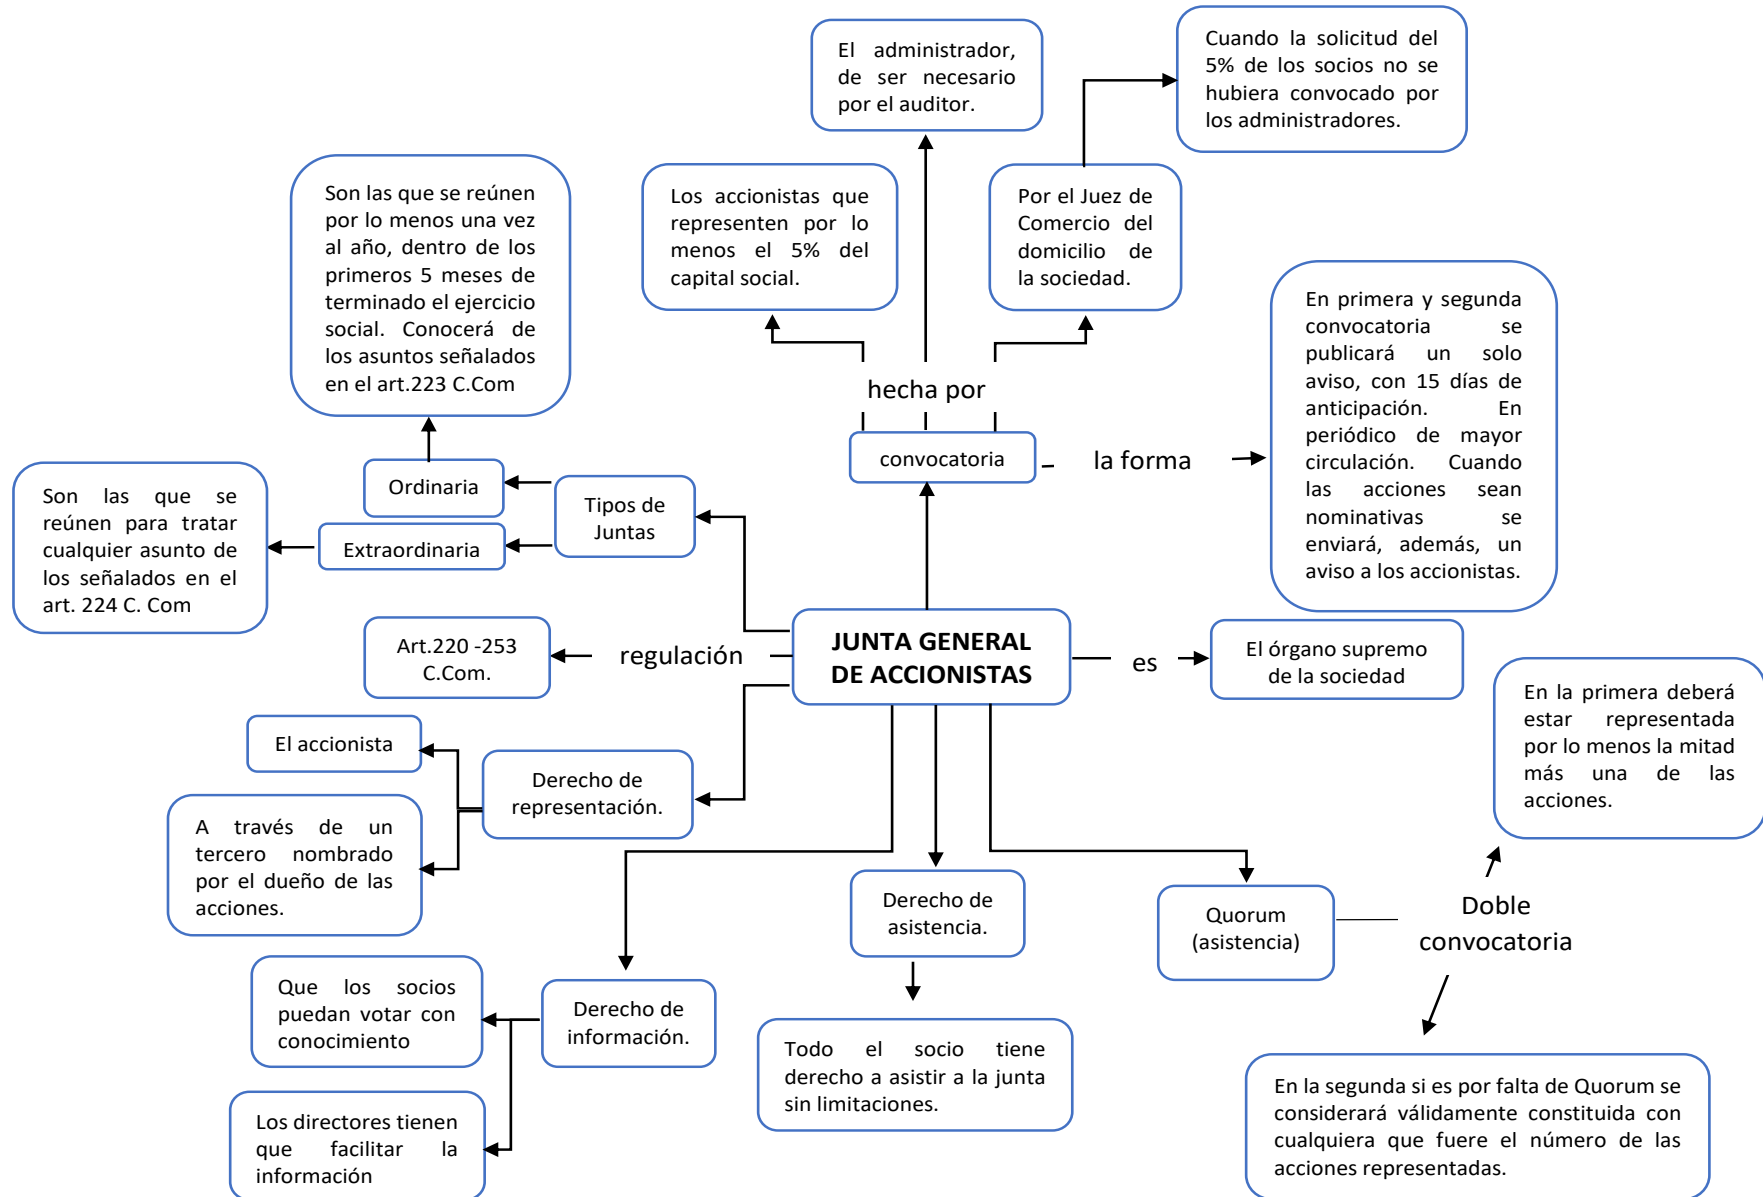 El administrador,
de ser necesario
por el auditor.
Cuando la solicitud del
5% de los socios no se
hubiera convocado por
los administradores.
Son las que se reúnen
por lo menos una vez
al año, dentro de los
primeros 5 meses de
terminado el ejercicio
social. Conocerá de
los asuntos señalados
en el art.223 C.Com
Los accionistas que
representen por lo
menos el 5% del
capital social.
Por el Juez de
Comercio del
domicilio de
la sociedad.
En primera y segunda
convocatoria se
publicará un solo
aviso, con 15 días de
anticipación. En
periódico de mayor
circulación. Cuando
las acciones sean
nominativas se
enviará, además, un
aviso a los accionistas.
hecha por
convocatoria
la forma
Son las que se
reúnen para tratar
cualquier asunto de
los señalados en el
art. 224 C. Com
Ordinaria
Extraordinaria
Tipos de
Juntas
Art.220 -253
C.Com.
regulación
JUNTA GENERAL
DE ACCIONISTAS
es
El órgano supremo
de la sociedad
En la primera deberá
estar representada
por lo menos la mitad
más una de las
acciones.
El accionista
Derecho de
representación.
A través de un
tercero nombrado
por el dueño de las
acciones.
Derecho de
asistencia.
Quorum
(asistencia)
Doble
convocatoria
Que los socios
puedan votar con
conocimiento
Derecho de
información.
Todo el socio tiene
derecho a asistir a la junta
sin limitaciones.
Los directores tienen
que facilitar la
información
En la segunda si es por falta de Quorum se
considerará válidamente constituida con
cualquiera que fuere el número de las
acciones representadas.